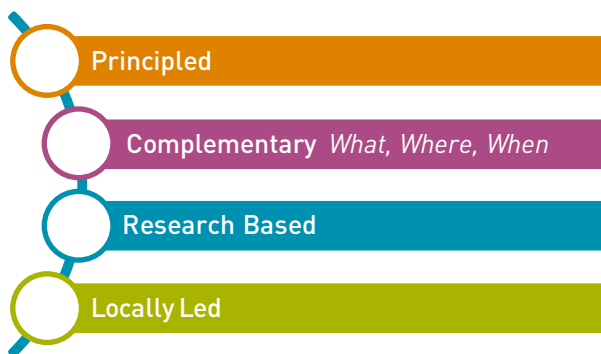 Principled
Complementary What, Where, When
Research Based
Locally Led